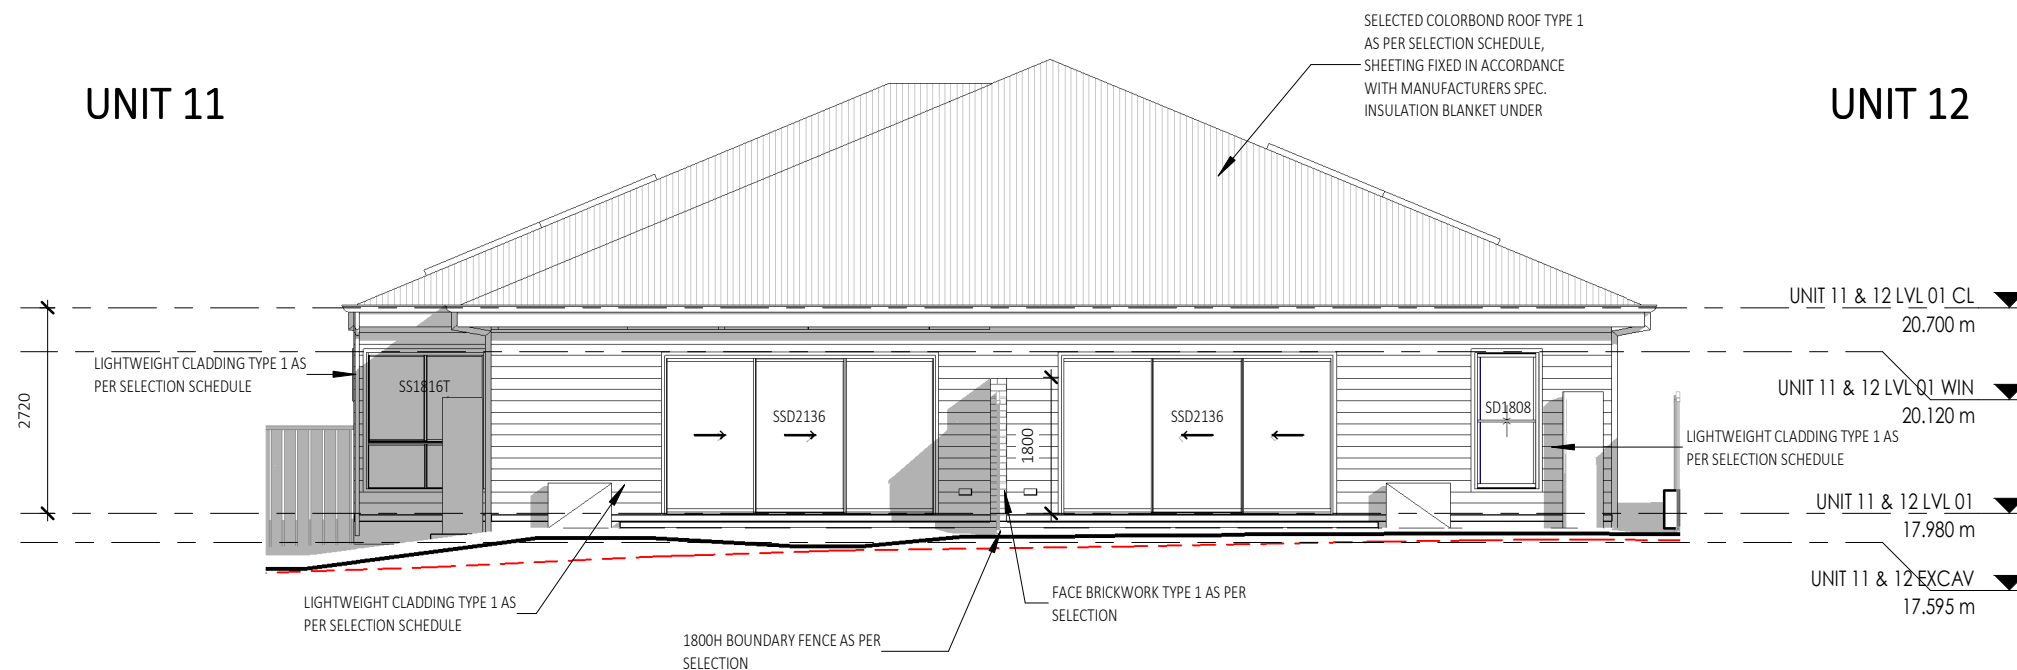 SELECTED COLORBOND ROOF TYPE 1
AS PER SELECTION SCHEDULE,
SHEETING FIXED IN ACCORDANCE
WITH MANUFACTURERS SPEC.
INSULATION BLANKET UNDER
UNIT 11
UNIT 12
UNIT 11 & 12 LVL 01 CL
20.700 m
LIGHTWEIGHT CLADDING TYPE 1 AS
PER SELECTION SCHEDULE
2720
SS1816T
SSD2136
1800
SSD2136
SD1808
UNIT 11 & 12 LVL 01 WIN
20.120 m
LIGHTWEIGHT CLADDING TYPE 1 AS
PER SELECTION SCHEDULE
UNIT 11 & 12 LVL 01
17.980 m
UNIT 11 & 12 EXCAV
17.595 m
LIGHTWEIGHT CLADDING TYPE 1 AS
PER SELECTION SCHEDULE
FACE BRICKWORK TYPE 1 AS PER
SELECTION
1800H BOUNDARY FENCE AS PER
SELECTION